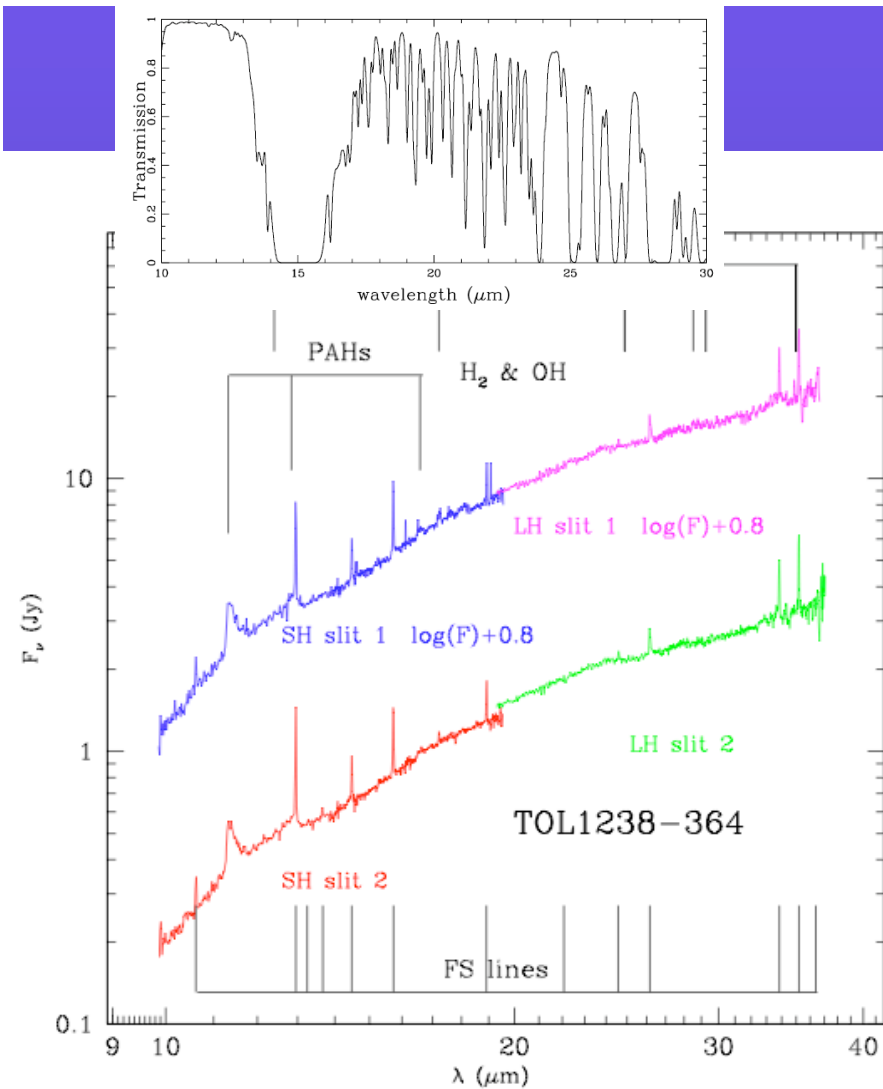 Transmission
0
0.2
0.4
0.6
0.8
1
10
15
20
25
30
wavelength (μm)
PAHs
H₂ & OH
LH slit 1 log(F)+0.8
SH slit 1 log(F)+0.8
LH slit 2
TOL1238−364
SH slit 2
FS lines
F_ν (Jy)
10
1
0.1
9
10
20
30
40
λ (μm)